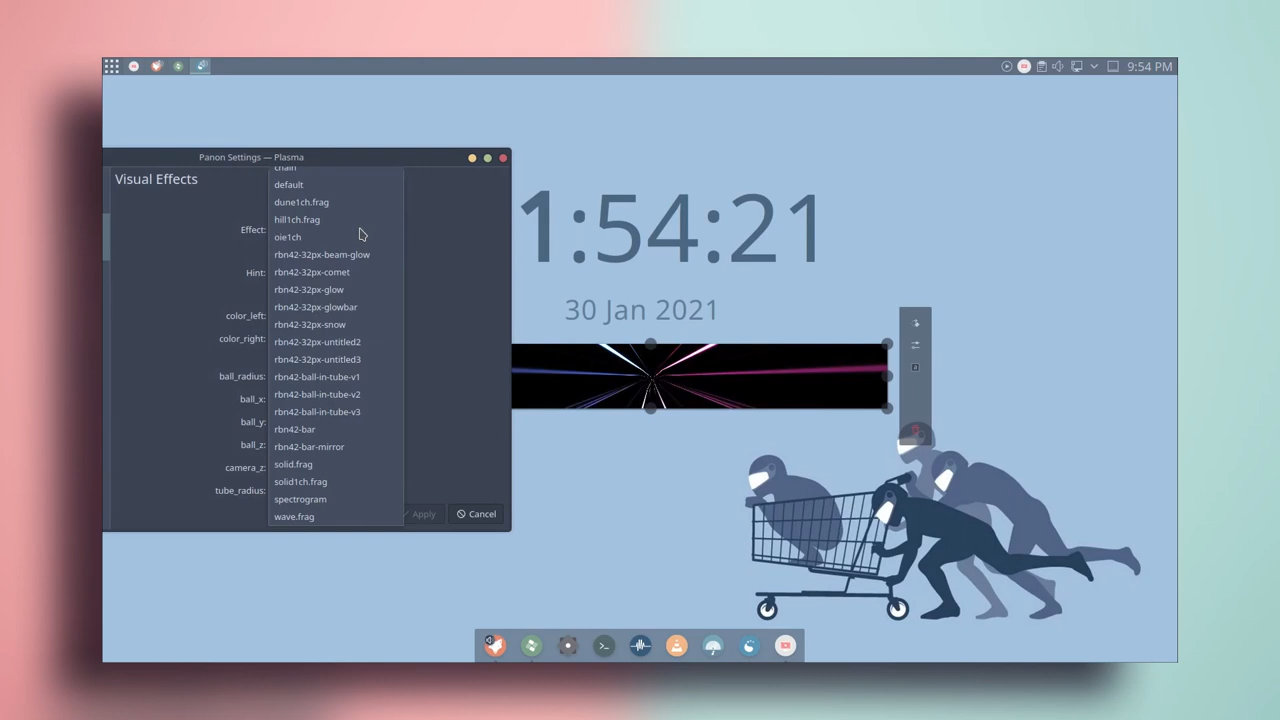 9:54 PM
Panon Settings — Plasma
Visual Effects
chain
default
dune1ch.frag
hill1ch.frag
Effect:
oie1ch
rbn42-32px-beam-glow
Hint:
rbn42-32px-comet
rbn42-32px-glow
rbn42-32px-glowbar
color_left:
rbn42-32px-snow
color_right:
rbn42-32px-untitled2
rbn42-32px-untitled3
ball_radius:
rbn42-ball-in-tube-v1
rbn42-ball-in-tube-v2
ball_x:
rbn42-ball-in-tube-v3
ball_y:
rbn42-bar
ball_z:
rbn42-bar-mirror
camera_z:
solid.frag
solid1ch.frag
tube_radius:
spectrogram
wave.frag
Apply
Cancel
1:54:21
30 Jan 2021